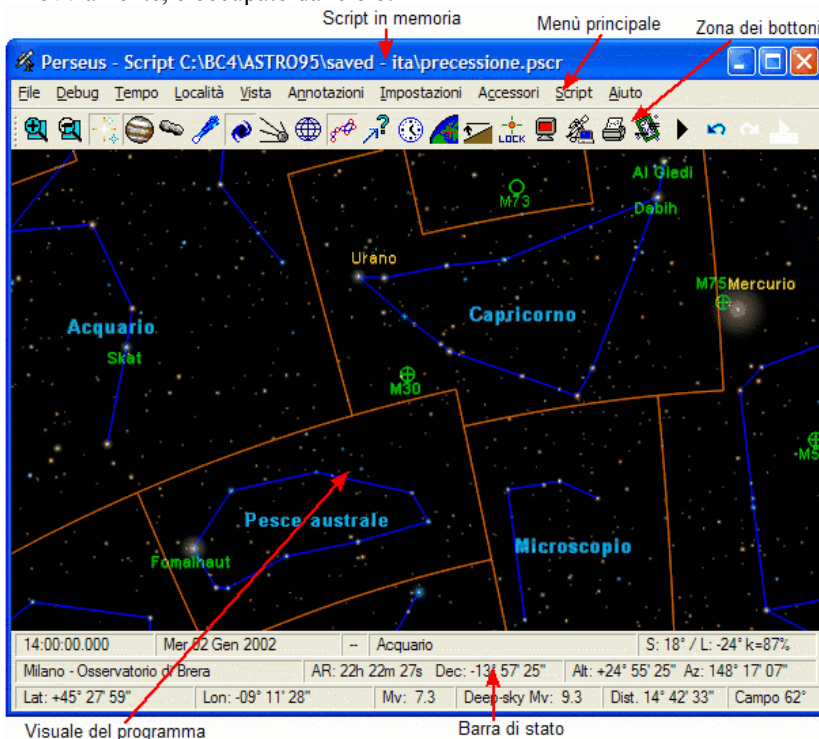 Script in memoria
Menù principale
Zona dei bottoni
Perseus - Script C:\BC4\ASTRO95\saved - ita\precessione.pscr
File Debug Tempo Località Vista Annotazioni Impostazioni Accessori Script Aiuto
LOCK
Al Giedi
M73
Dabih
Urano
M75 Mercurio
Capricorno
Acquario
Skat
M30
M5
Pesce australe
Microscopio
Fomalhaut
14:00:00.000 Mer 02 Gen 2002 -- Acquario S: 18° / L: -24° k=87%
Milano - Osservatorio di Brera AR: 22h 22m 27s Dec: -13° 57' 25" Alt: +24° 55' 25" Az: 148° 17' 07"
Lat: +45° 27' 59" Lon: -09° 11' 28" Mv: 7.3 Deep-sky Mv: 9.3 Dist. 14° 42' 33" Campo 62°
Visuale del programma
Barra di stato